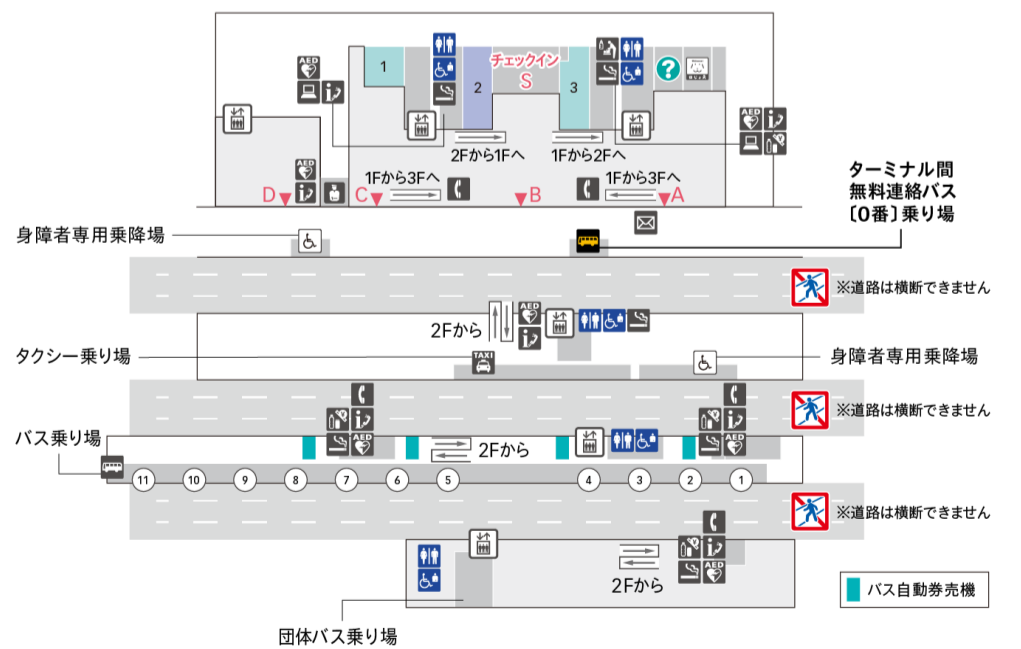 1
2
チェックイン
S
3
?
AED
AED
AED
2Fから1Fへ
1Fから2Fへ
1Fから3Fへ
1Fから3Fへ
D
C
B
A
ターミナル間
無料連絡バス
〔0番〕乗り場
身障者専用乗降場
※道路は横断できません
2Fから
AED
タクシー乗り場
TAXI
身障者専用乗降場
※道路は横断できません
バス乗り場
AED
2Fから
AED
11
10
9
8
7
6
5
4
3
2
1
※道路は横断できません
2Fから
AED
バス自動券売機
団体バス乗り場